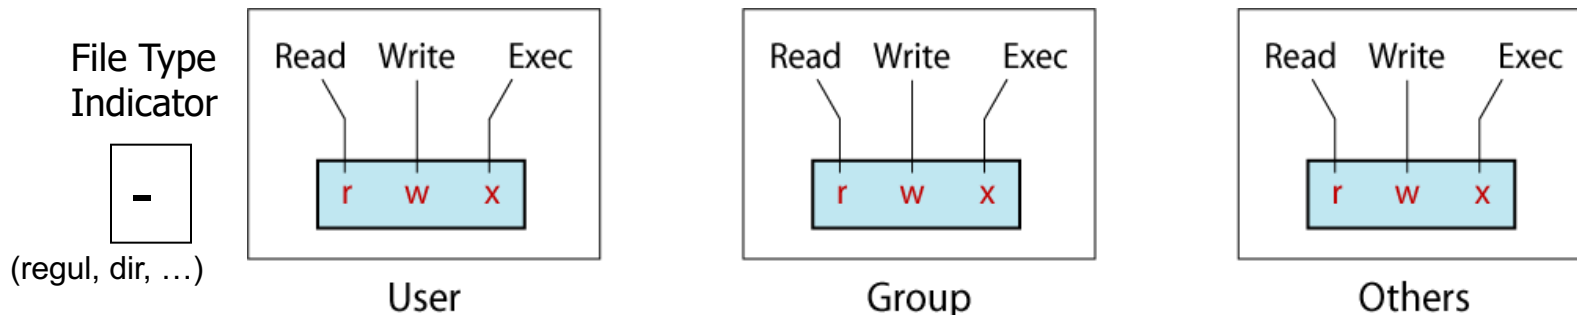 File Type
Indicator
-
(regul, dir, …)
Read Write Exec
r w x
User
Read Write Exec
r w x
Group
Read Write Exec
r w x
Others